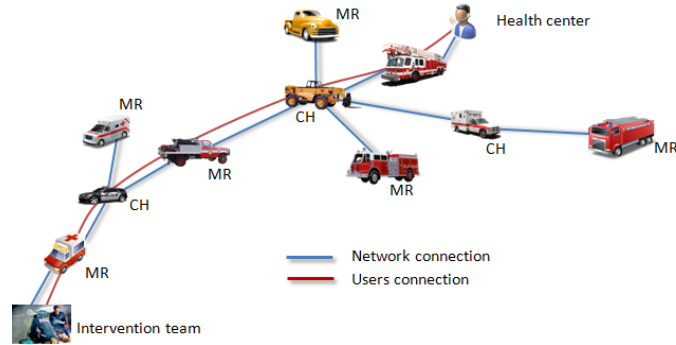 MR
Health center
MR
CH
MR
CH
MR
MR
CH
MR
Network connection
Users connection
Intervention team